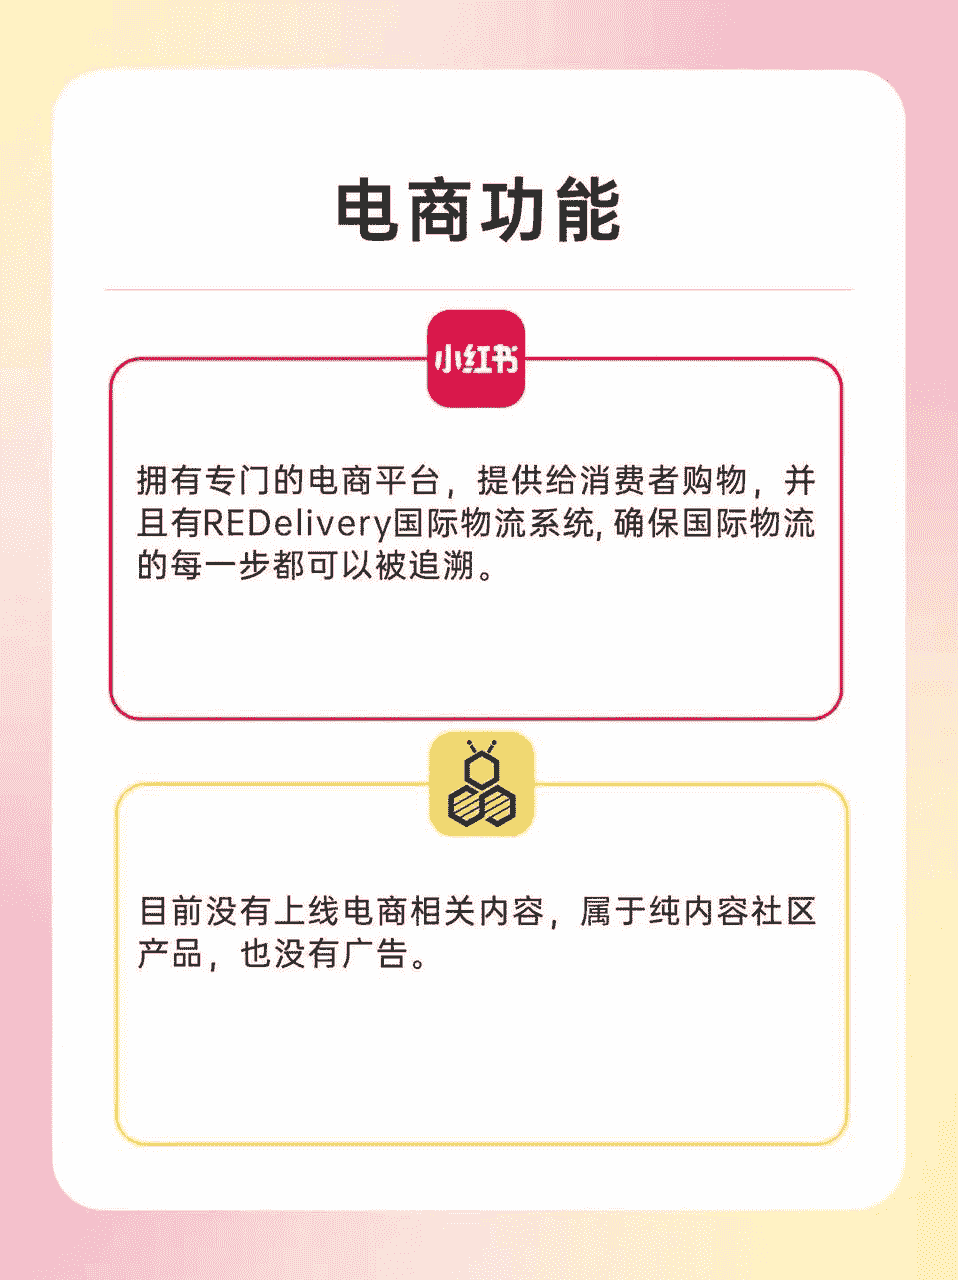 电商功能
小红书
拥有专门的电商平台，提供给消费者购物，并
且有REDelivery国际物流系统,确保国际物流
的每一步都可以被追溯。
目前没有上线电商相关内容，属于纯内容社区
产品，也没有广告。